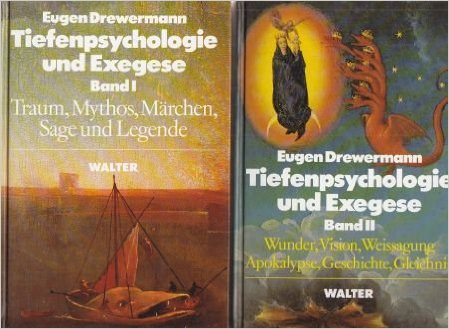 Eugen Drewermann
Tiefenpsychologie
und Exegese
Band I
Traum, Mythos, Märchen,
Sage und Legende
WALTER
Eugen Drewermann
Tiefenpsychologie
und Exegese
Band II
Wunder, Vision, Weissagung
Apokalypse, Geschichte, Gleichni
WALTER